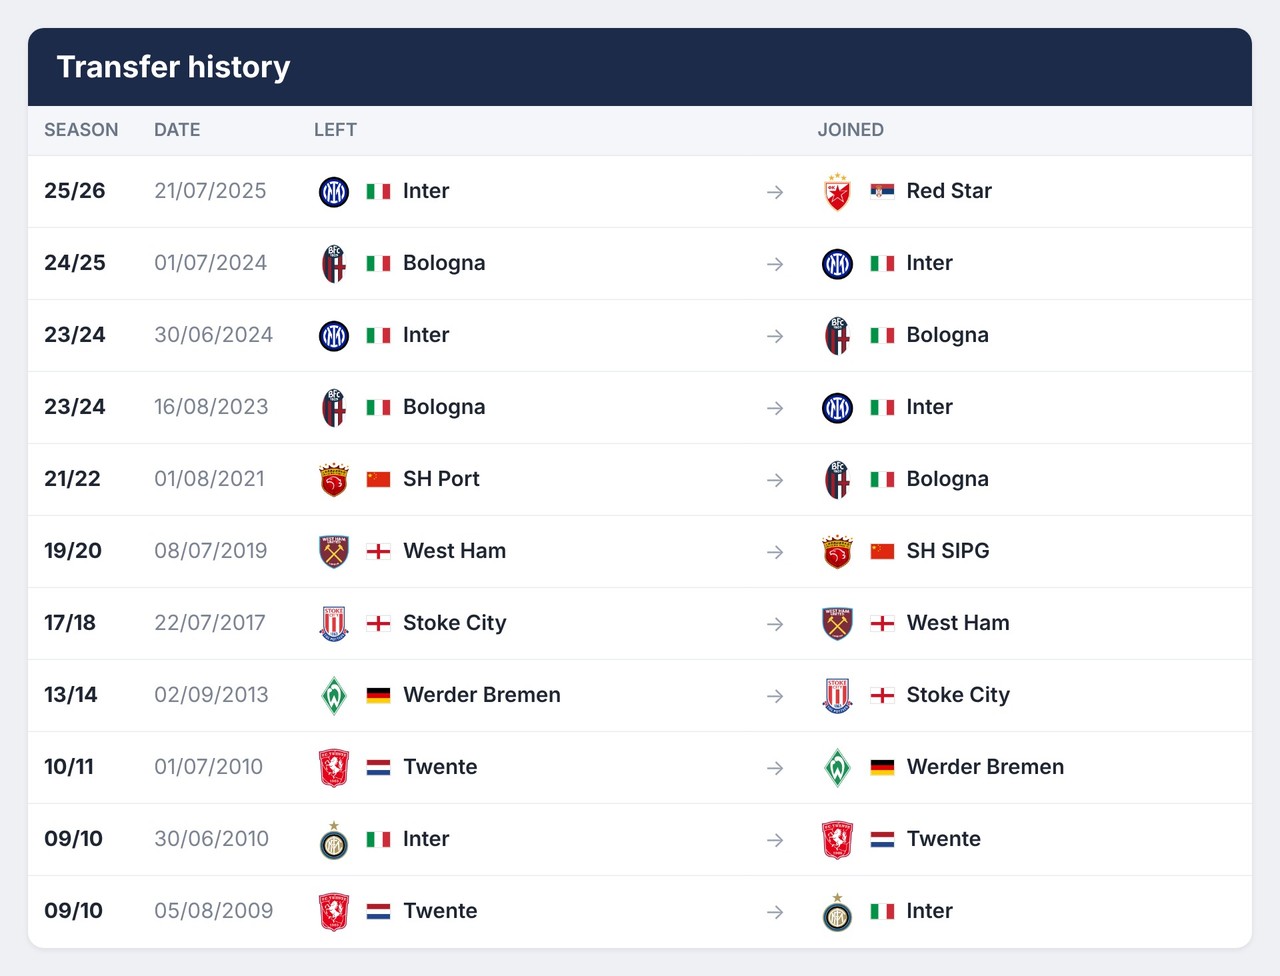 Transfer history
SEASON DATE LEFT JOINED
25/26 21/07/2025 Inter → Red Star
24/25 01/07/2024 Bologna → Inter
23/24 30/06/2024 Inter → Bologna
23/24 16/08/2023 Bologna → Inter
21/22 01/08/2021 SH Port → Bologna
19/20 08/07/2019 West Ham → SH SIPG
17/18 22/07/2017 Stoke City → West Ham
13/14 02/09/2013 Werder Bremen → Stoke City
10/11 01/07/2010 Twente → Werder Bremen
09/10 30/06/2010 Inter → Twente
09/10 05/08/2009 Twente → Inter